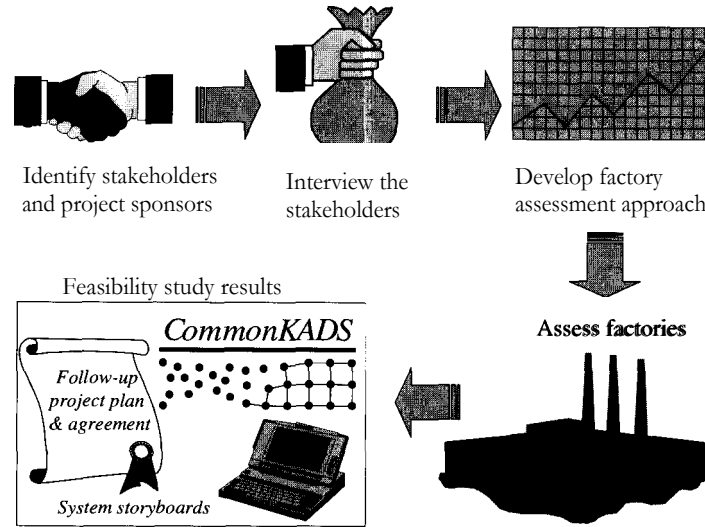 Identify stakeholders
and project sponsors
Interview the
stakeholders
Develop factory
assessment approach
Assess factories
Feasibility study results
CommonKADS
Follow-up
project plan
& agreement
System storyboards